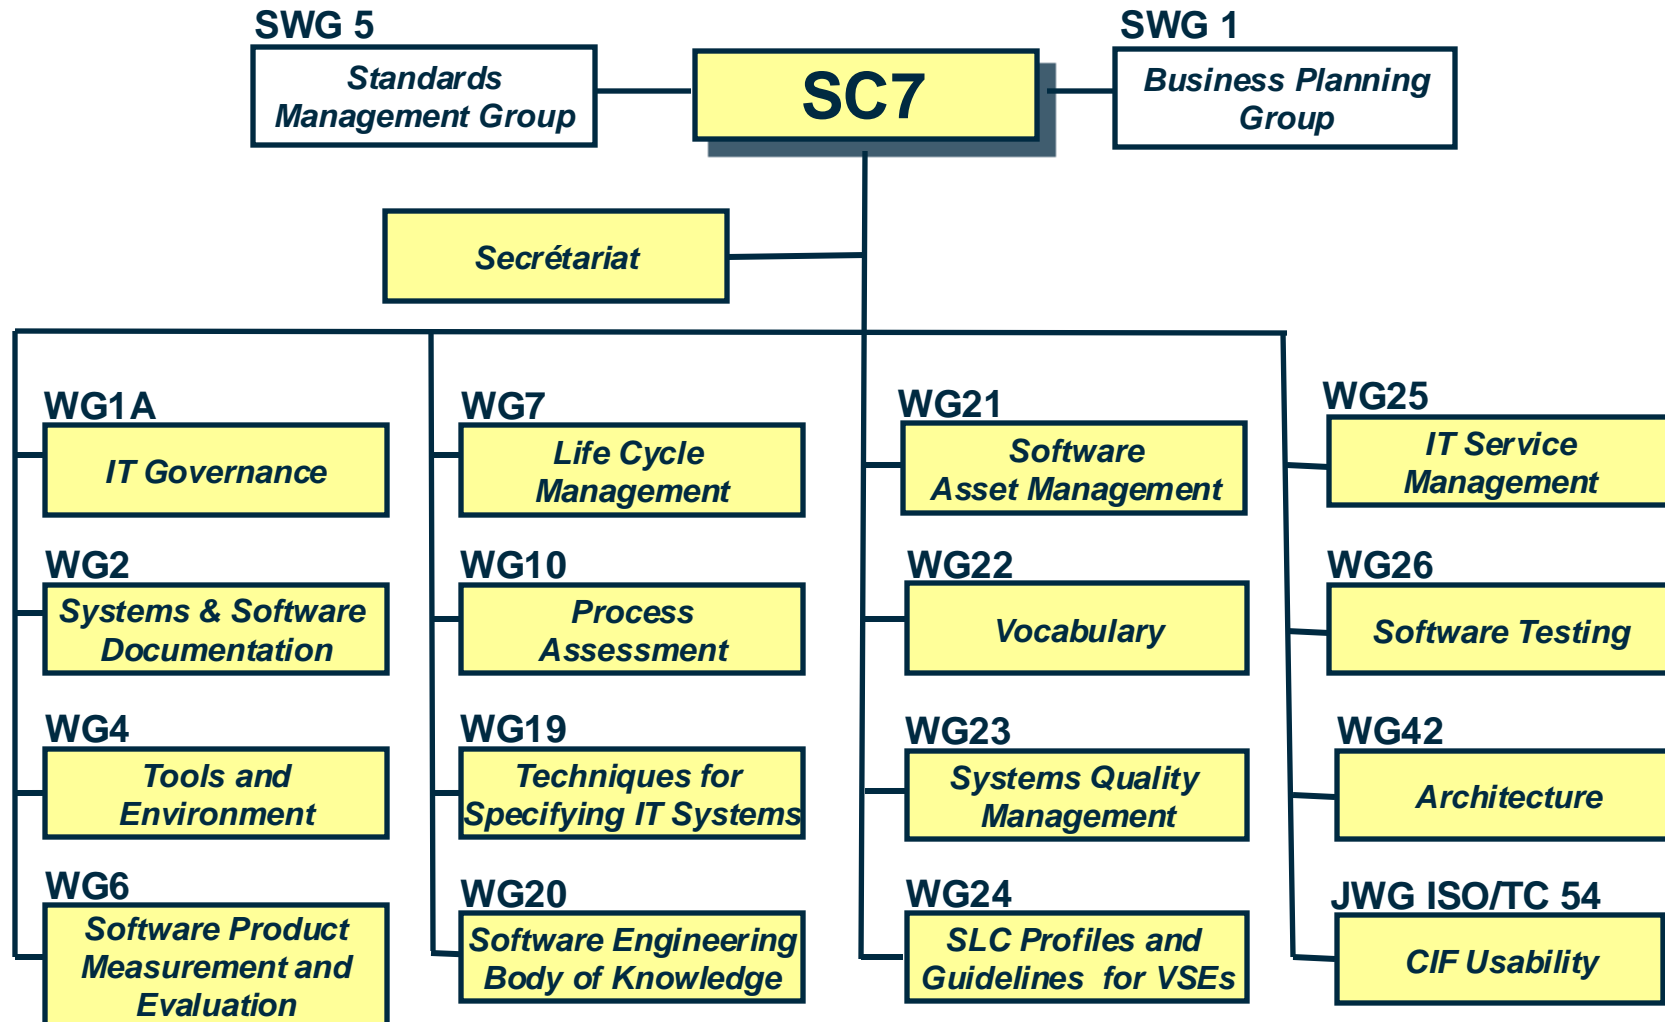 SWG 5
Standards
Management Group
SC7
SWG 1
Business Planning
Group
Secrétariat
WG1A
IT Governance
WG2
Systems & Software
Documentation
WG4
Tools and
Environment
WG6
Software Product
Measurement and
Evaluation
WG7
Life Cycle
Management
WG10
Process
Assessment
WG19
Techniques for
Specifying IT Systems
WG20
Software Engineering
Body of Knowledge
WG21
Software
Asset Management
WG22
Vocabulary
WG23
Systems Quality
Management
WG24
SLC Profiles and
Guidelines for VSEs
WG25
IT Service
Management
WG26
Software Testing
WG42
Architecture
JWG ISO/TC 54
CIF Usability